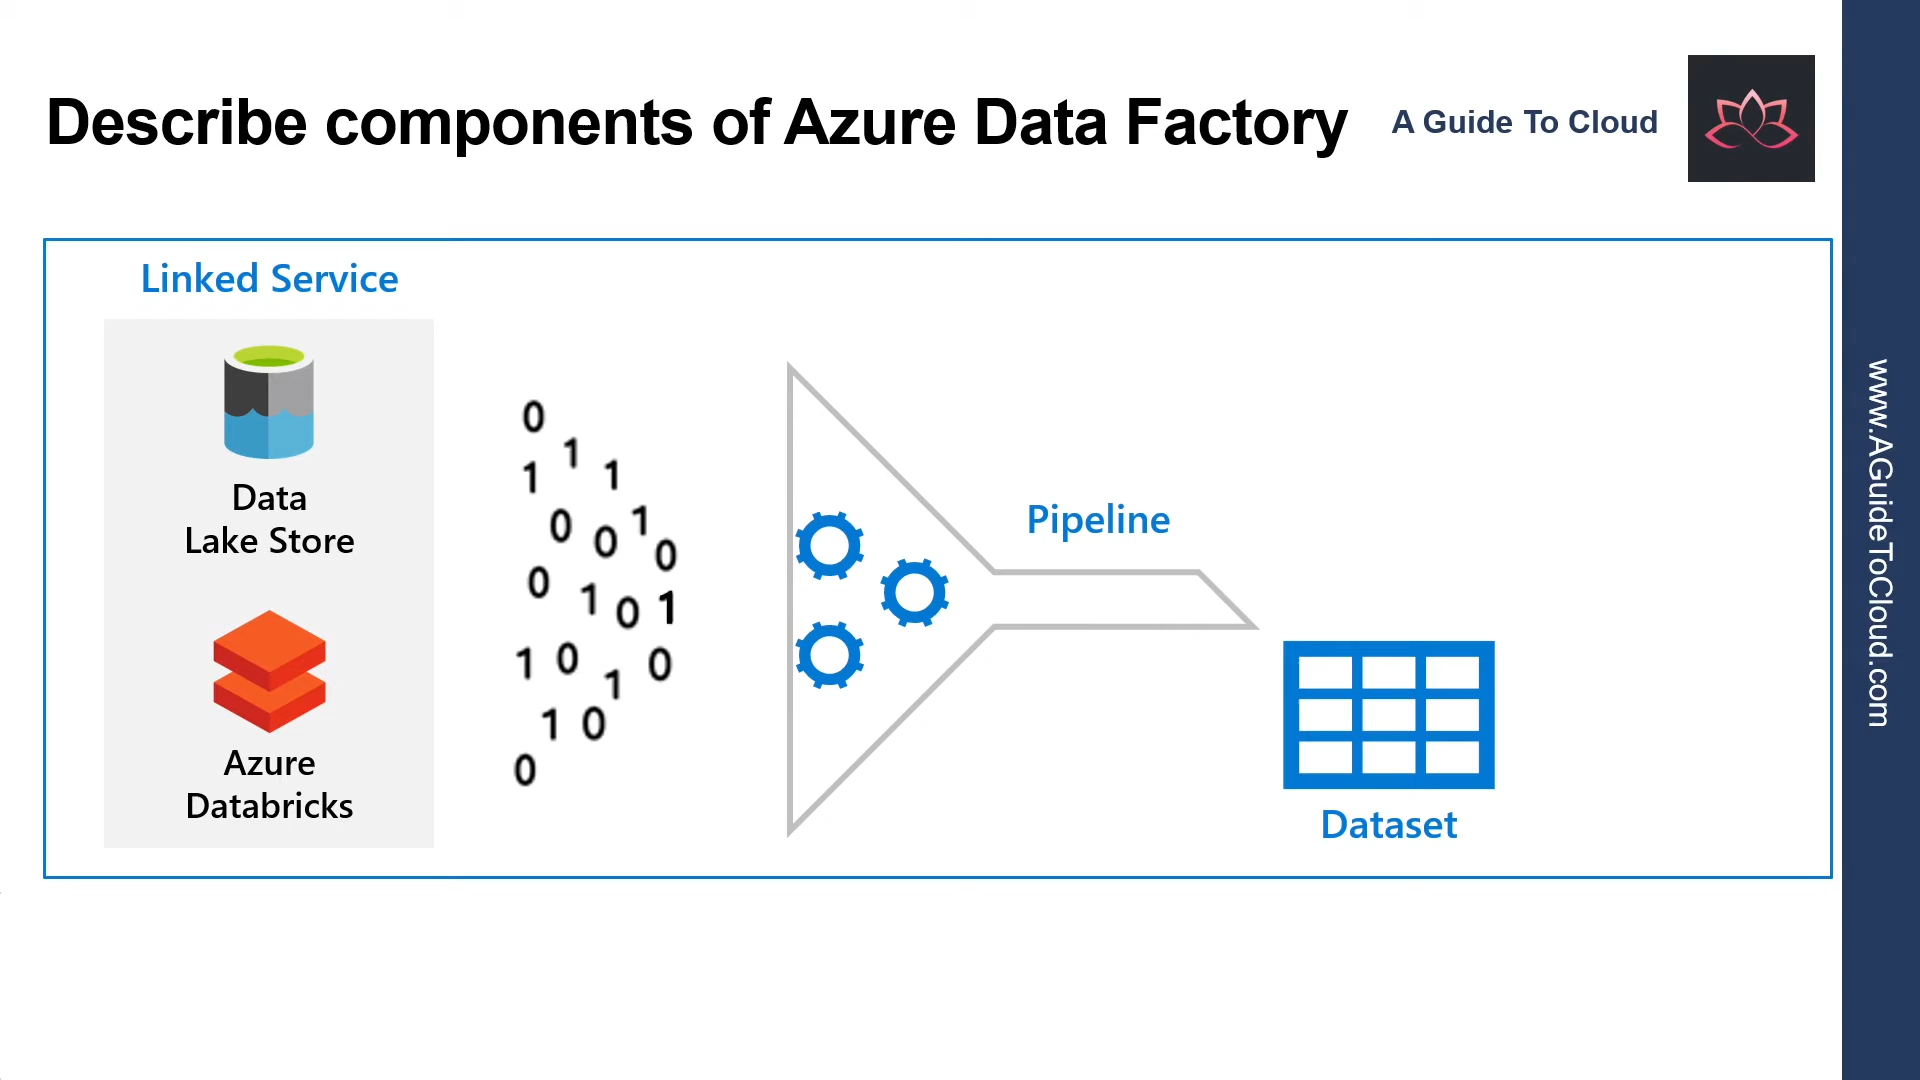 Describe components of Azure Data Factory
A Guide To Cloud
Linked Service
Data
Lake Store
Azure
Databricks
0
1
1 1
0 0 1 0
0 1 0 1
1 0 1 0
1 0
0
Pipeline
Dataset
www.AGuideToCloud.com